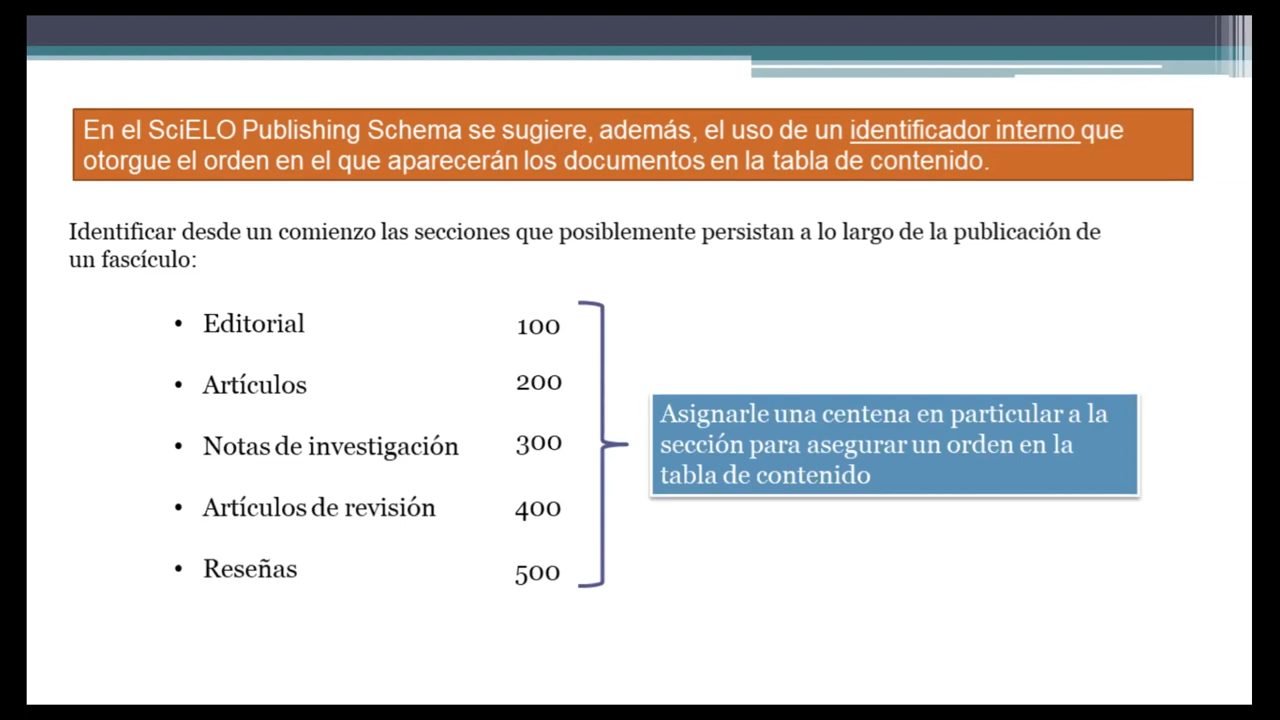 En el SciELO Publishing Schema se sugiere, además, el uso de un identificador interno que
otorgue el orden en el que aparecerán los documentos en la tabla de contenido.
Identificar desde un comienzo las secciones que posiblemente persistan a lo largo de la publicación de
un fascículo:
• Editorial 100
• Artículos 200
• Notas de investigación 300
• Artículos de revisión 400
• Reseñas 500
Asignarle una centena en particular a la
sección para asegurar un orden en la
tabla de contenido